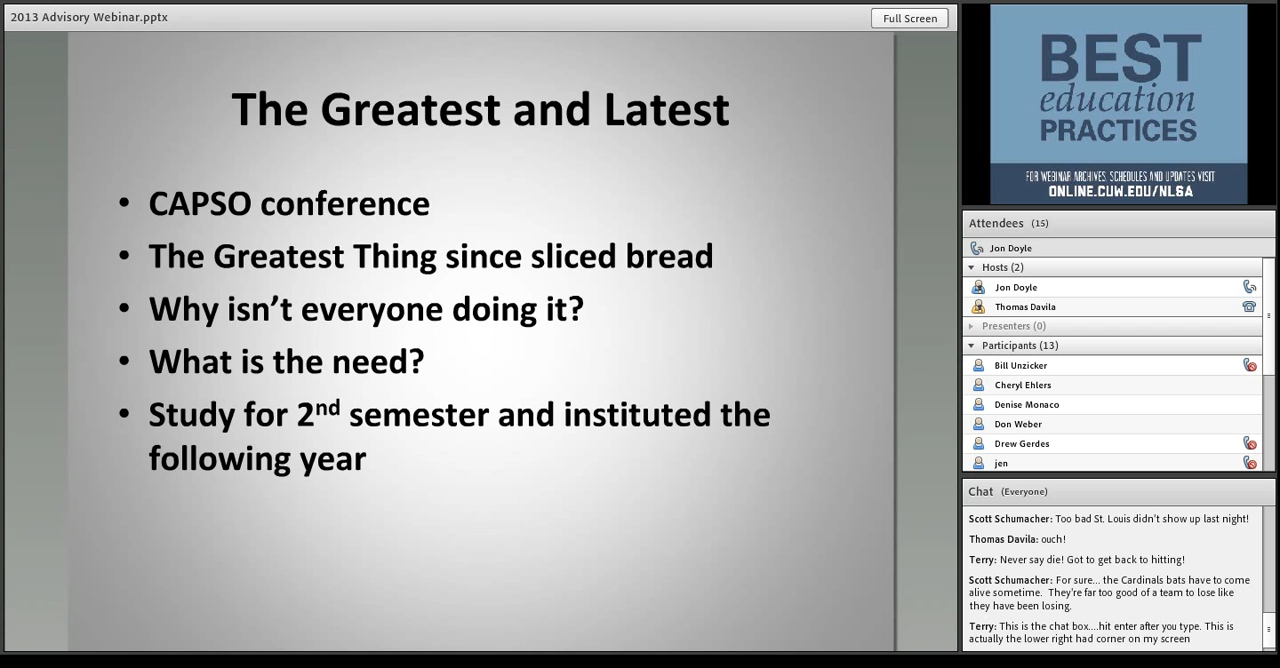 2013 Advisory Webinar.pptx
Full Screen
The Greatest and Latest
• CAPSO conference
• The Greatest Thing since sliced bread
• Why isn’t everyone doing it?
• What is the need?
• Study for 2nd semester and instituted the
following year
BEST
education
PRACTICES
FOR WEBINAR ARCHIVES, SCHEDULES AND UPDATES VISIT
ONLINE.CUW.EDU/NLSA
Attendees (15)
Jon Doyle
Hosts (2)
Jon Doyle
Thomas Davila
Presenters (0)
Participants (13)
Bill Unzicker
Cheryl Ehlers
Denise Monaco
Don Weber
Drew Gerdes
jen
Chat (Everyone)
Scott Schumacher: Too bad St. Louis didn't show up last night!
Thomas Davila: ouch!
Terry: Never say die! Got to get back to hitting!
Scott Schumacher: For sure... the Cardinals bats have to come
alive sometime. They're far too good of a team to lose like
they have been losing.
Terry: This is the chat box....hit enter after you type. This is
actually the lower right had corner on my screen